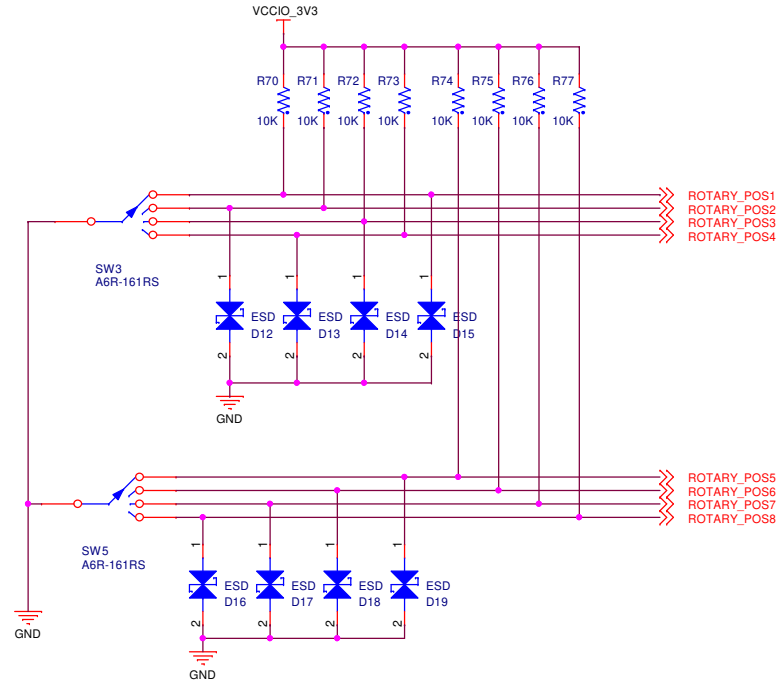 VCCIO_3V3
R70 R71 R72 R73 R74 R75 R76 R77
10K 10K 10K 10K 10K 10K 10K 10K
ROTARY_POS1
ROTARY_POS2
ROTARY_POS3
ROTARY_POS4
SW3
A6R-161RS
1 1 1 1
ESD ESD ESD ESD
D12 D13 D14 D15
2 2 2 2
GND
ROTARY_POS5
ROTARY_POS6
ROTARY_POS7
ROTARY_POS8
SW5
A6R-161RS
1 1 1 1
ESD ESD ESD ESD
D16 D17 D18 D19
2 2 2 2
GND
GND